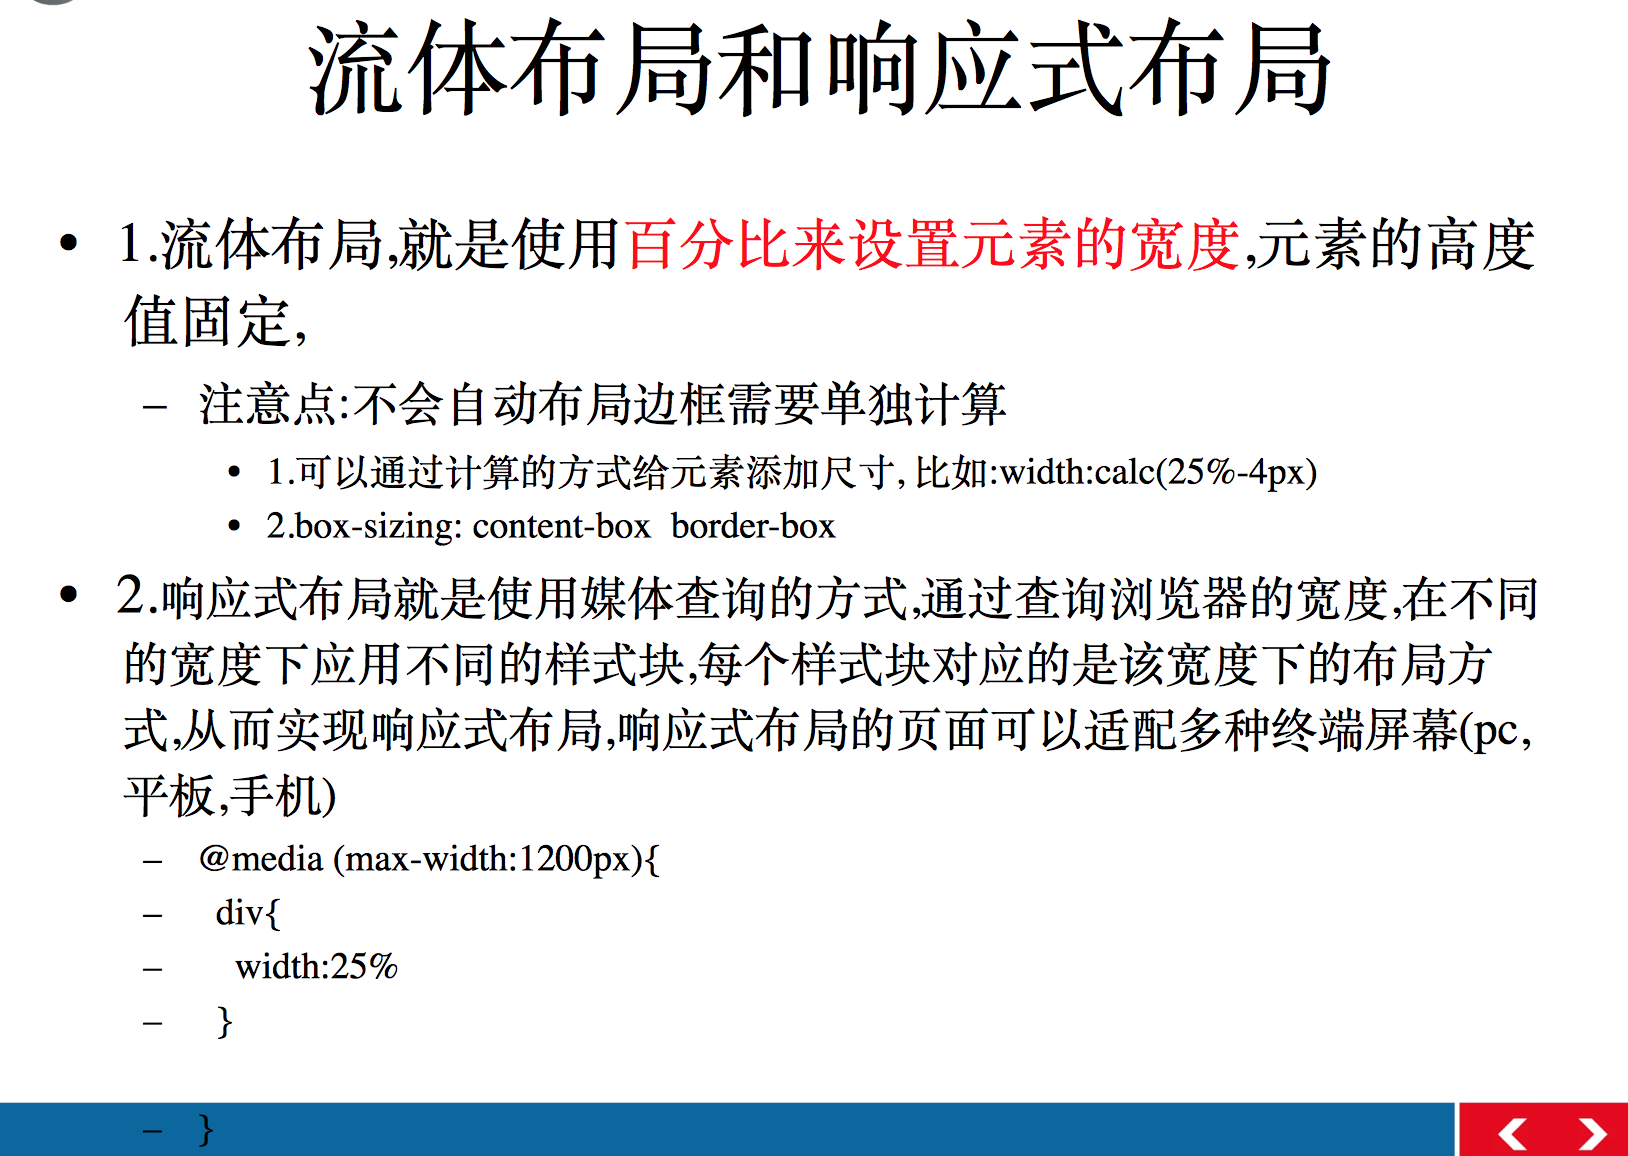 流体布局和响应式布局
• 1.流体布局,就是使用百分比来设置元素的宽度,元素的高度
值固定,
– 注意点:不会自动布局边框需要单独计算
• 1.可以通过计算的方式给元素添加尺寸, 比如:width:calc(25%-4px)
• 2.box-sizing: content-box  border-box
• 2.响应式布局就是使用媒体查询的方式,通过查询浏览器的宽度,在不同
的宽度下应用不同的样式块,每个样式块对应的是该宽度下的布局方
式,从而实现响应式布局,响应式布局的页面可以适配多种终端屏幕(pc,
平板,手机)
– @media (max-width:1200px){
– div{
– width:25%
– }
– }